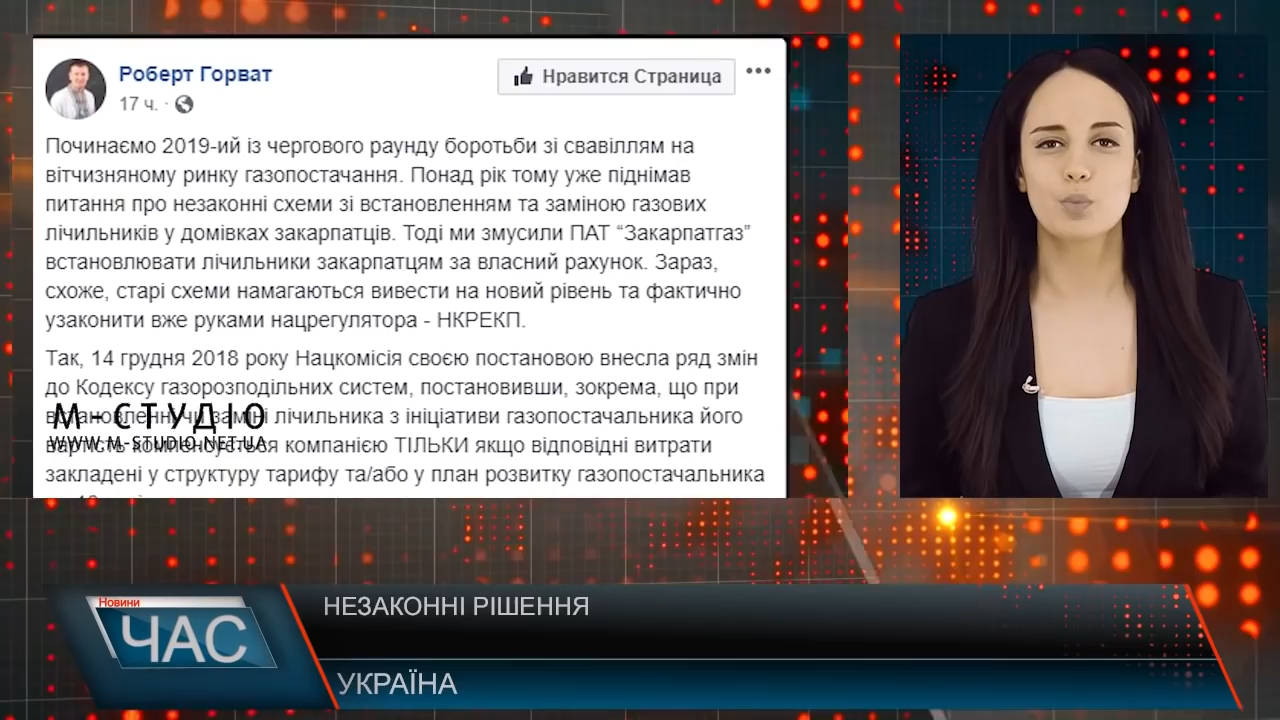 Роберт Горват
17 ч.
Нравится Страница
Починаємо 2019-ий із чергового раунду боротьби зі свавіллям на
вітчизняному ринку газопостачання. Понад рік тому уже піднімав
питання про незаконні схеми зі встановленням та заміною газових
лічильників у домівках закарпатців. Тоді ми змусили ПАТ “Закарпатгаз”
встановлювати лічильники закарпатцям за власний рахунок. Зараз,
схоже, старі схеми намагаються вивести на новий рівень та фактично
узаконити вже руками нацрегулятора - НКРЕКП.
Так, 14 грудня 2018 року Нацкомісія своєю постановою внесла ряд змін
до Кодексу газорозподільних систем, постановивши, зокрема, що при
встановленні чи заміні лічильника з ініціативи газопостачальника його
вартість компенсується компанією ТІЛЬКИ якщо відповідні витрати
закладені у структуру тарифу та/або у план розвитку газопостачальника
М-СТУДІО
WWW.M-STUDIO.NET.UA
Новини
ЧАС
НЕЗАКОННІ РІШЕННЯ
УКРАЇНА